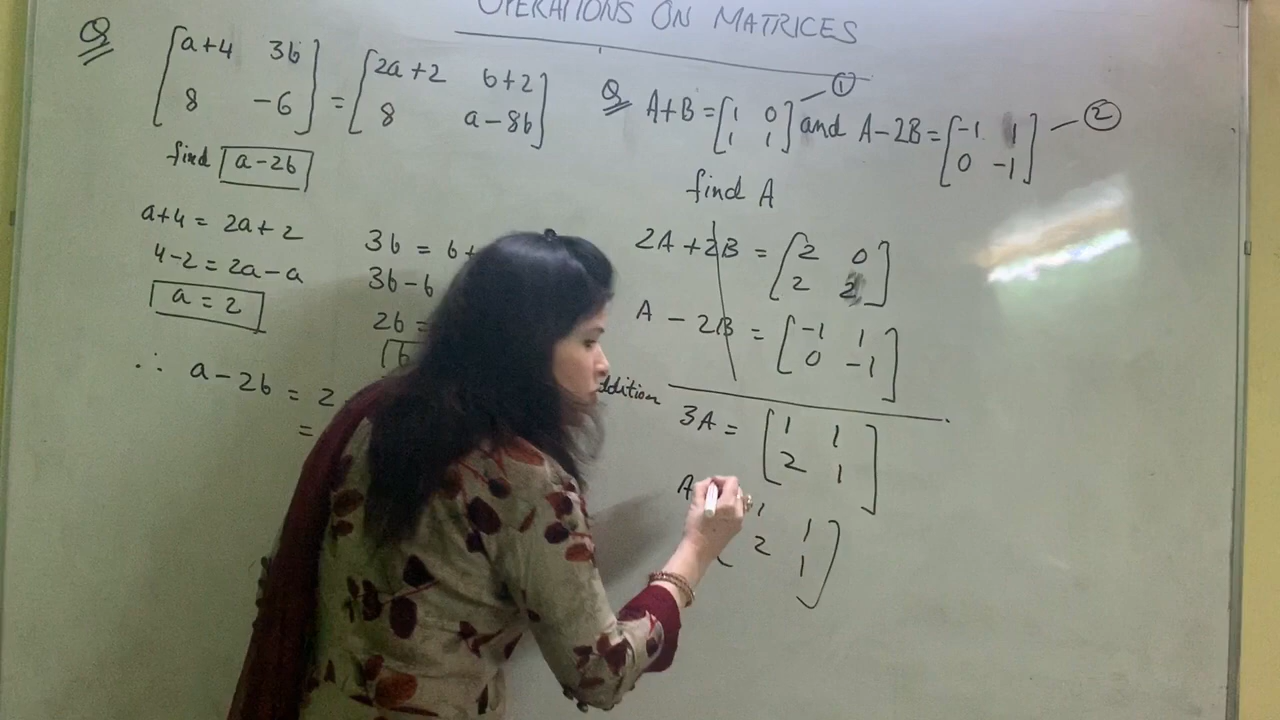 OPERATIONS ON MATRICES
Q
[a+4 3b
8 -6] = [2a+2 b+2
8 a-8b]
find a-2b
a+4 = 2a+2
4-2 = 2a-a
a = 2
3b = b+
3b-b
2b =
b
∴ a-2b = 2
=
Q A+B = [1 0
1 1] ① and A-2B = [-1 1
0 -1] ②
find A
2A+2B = [2 0
2 2]
A - 2B = [-1 1
0 -1]
ddition
3A = [1 1
2 1]
A
1 1
2 1]